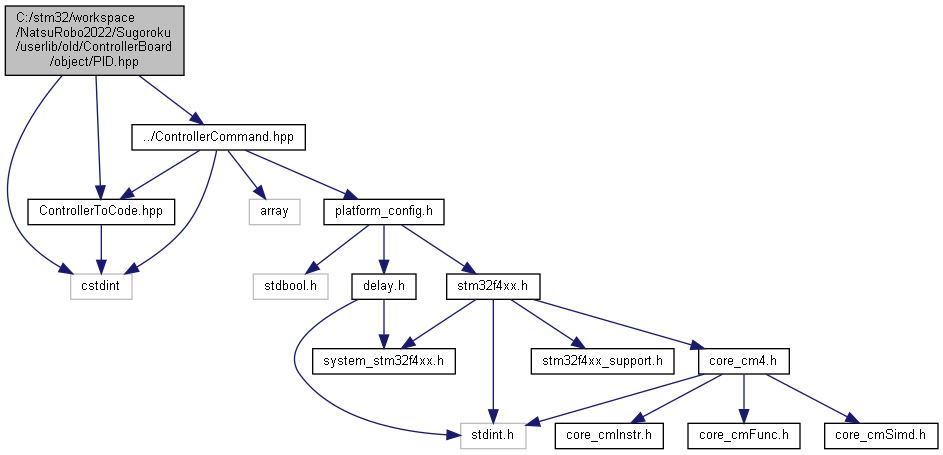 C:/stm32/workspace
/NatsuRobo2022/Sugoroku
/userlib/old/ControllerBoard
/object/PID.hpp
../ControllerCommand.hpp
ControllerToCode.hpp
array
platform_config.h
cstdint
stdbool.h
delay.h
stm32f4xx.h
system_stm32f4xx.h
stm32f4xx_support.h
core_cm4.h
stdint.h
core_cmInstr.h
core_cmFunc.h
core_cmSimd.h